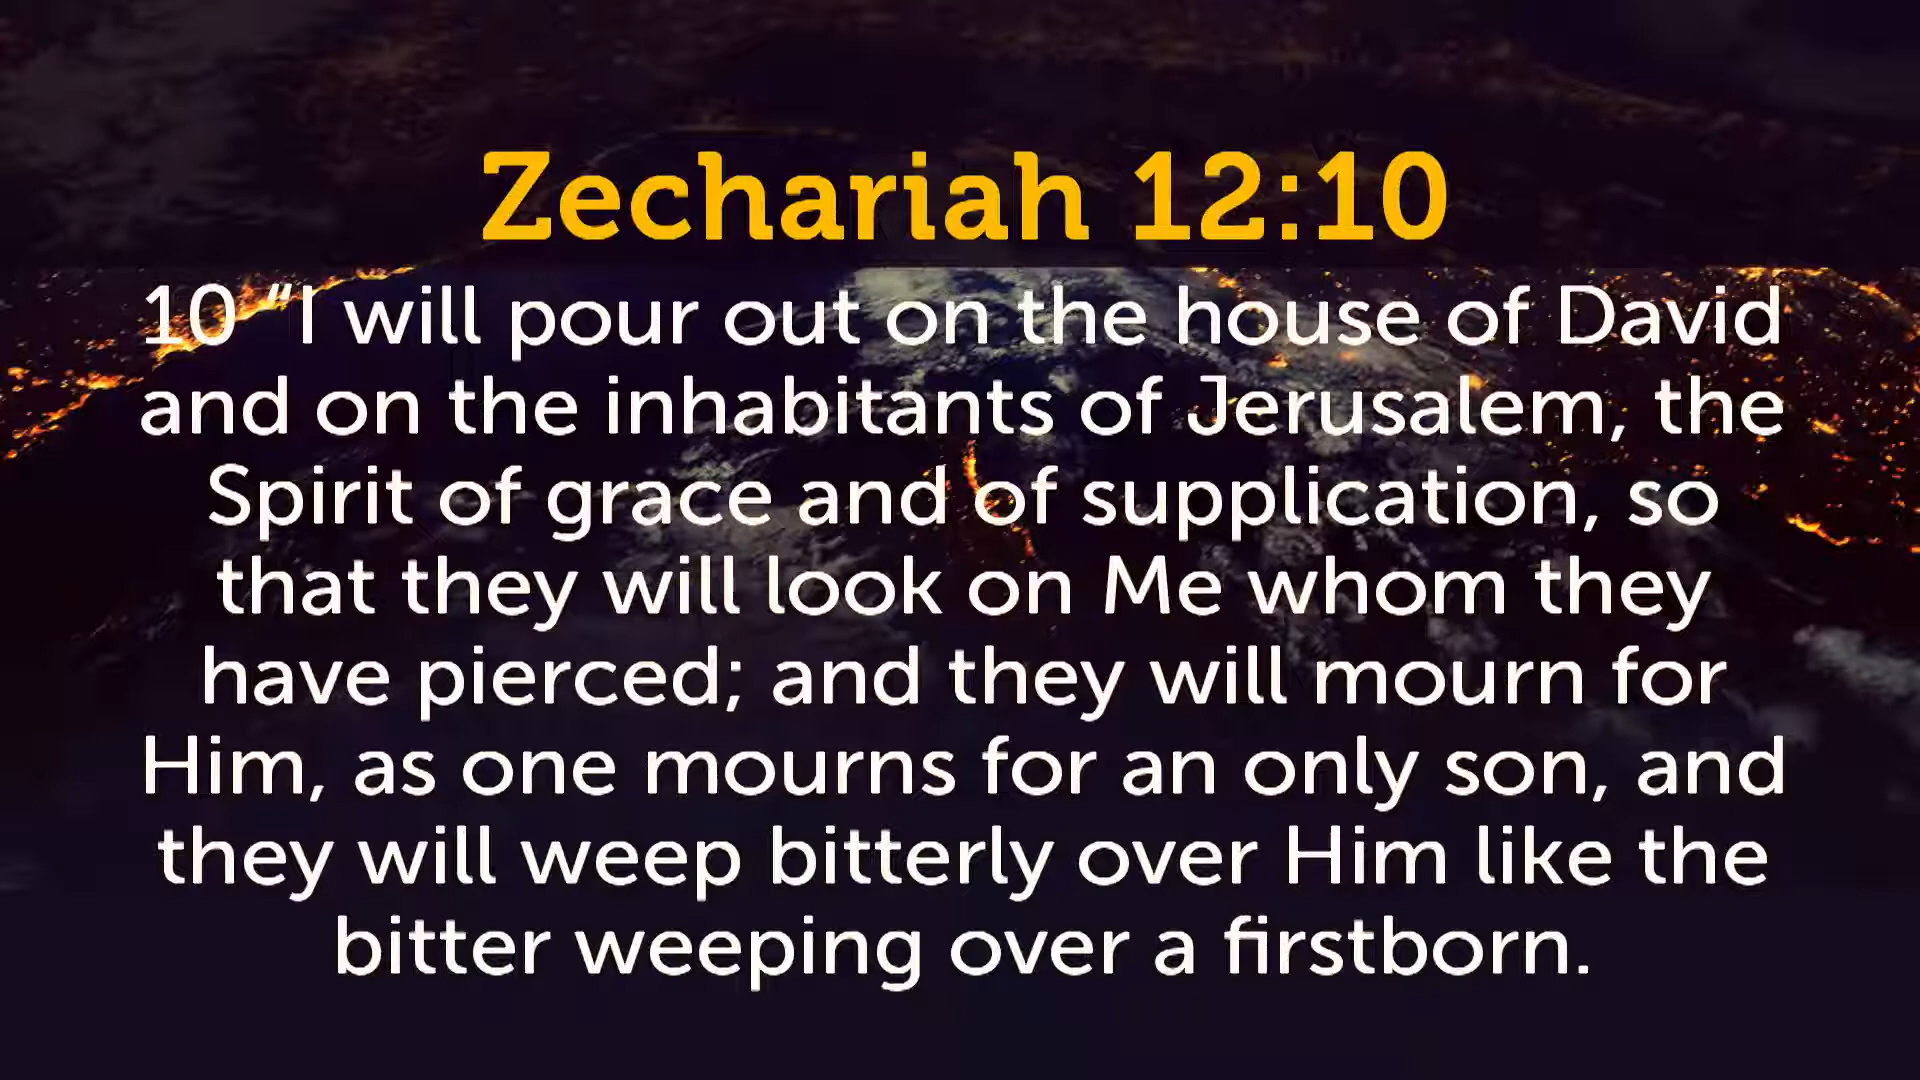 Zechariah 12:10
10 “I will pour out on the house of David
and on the inhabitants of Jerusalem, the
Spirit of grace and of supplication, so
that they will look on Me whom they
have pierced; and they will mourn for
Him, as one mourns for an only son, and
they will weep bitterly over Him like the
bitter weeping over a firstborn.